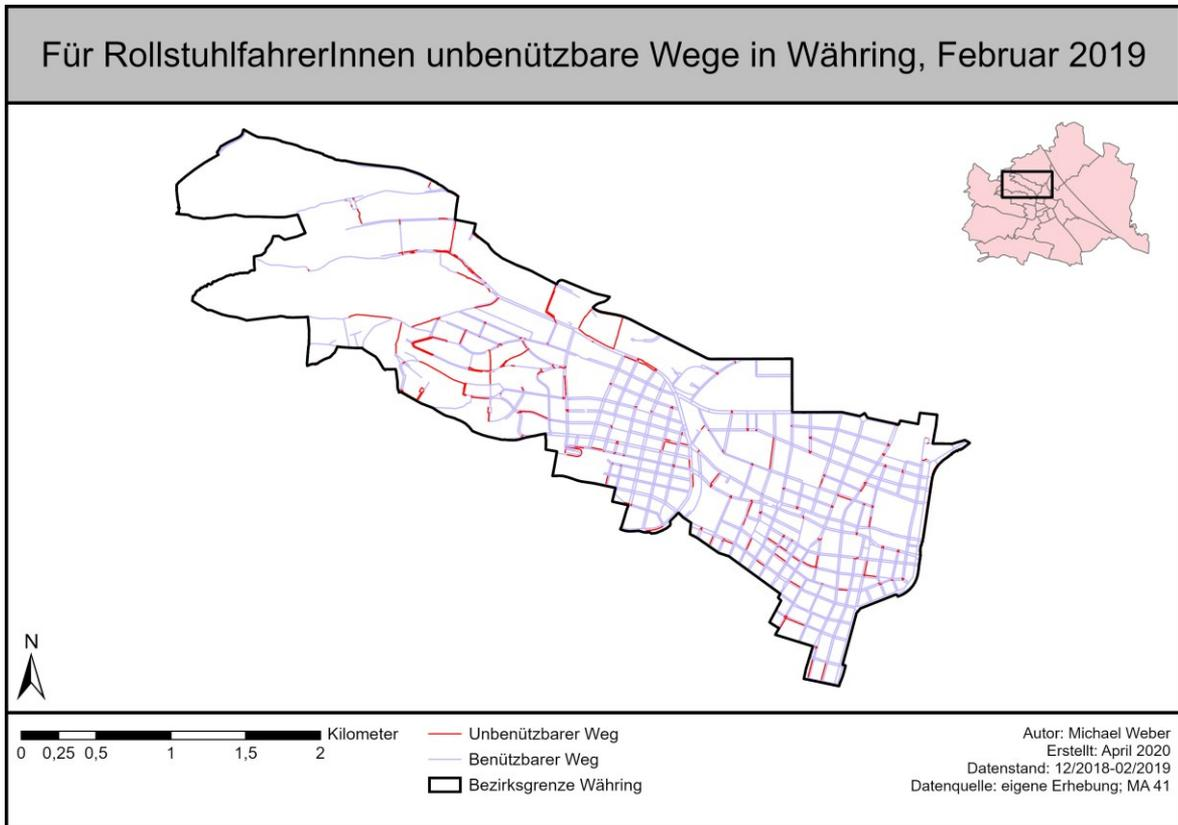 Für RollstuhlfahrerInnen unbenützbare Wege in Währing, Februar 2019
N
Kilometer
0 0,25 0,5 1 1,5 2
Unbenützbarer Weg
Benützbarer Weg
Bezirksgrenze Währing
Autor: Michael Weber
Erstellt: April 2020
Datenstand: 12/2018-02/2019
Datenquelle: eigene Erhebung; MA 41